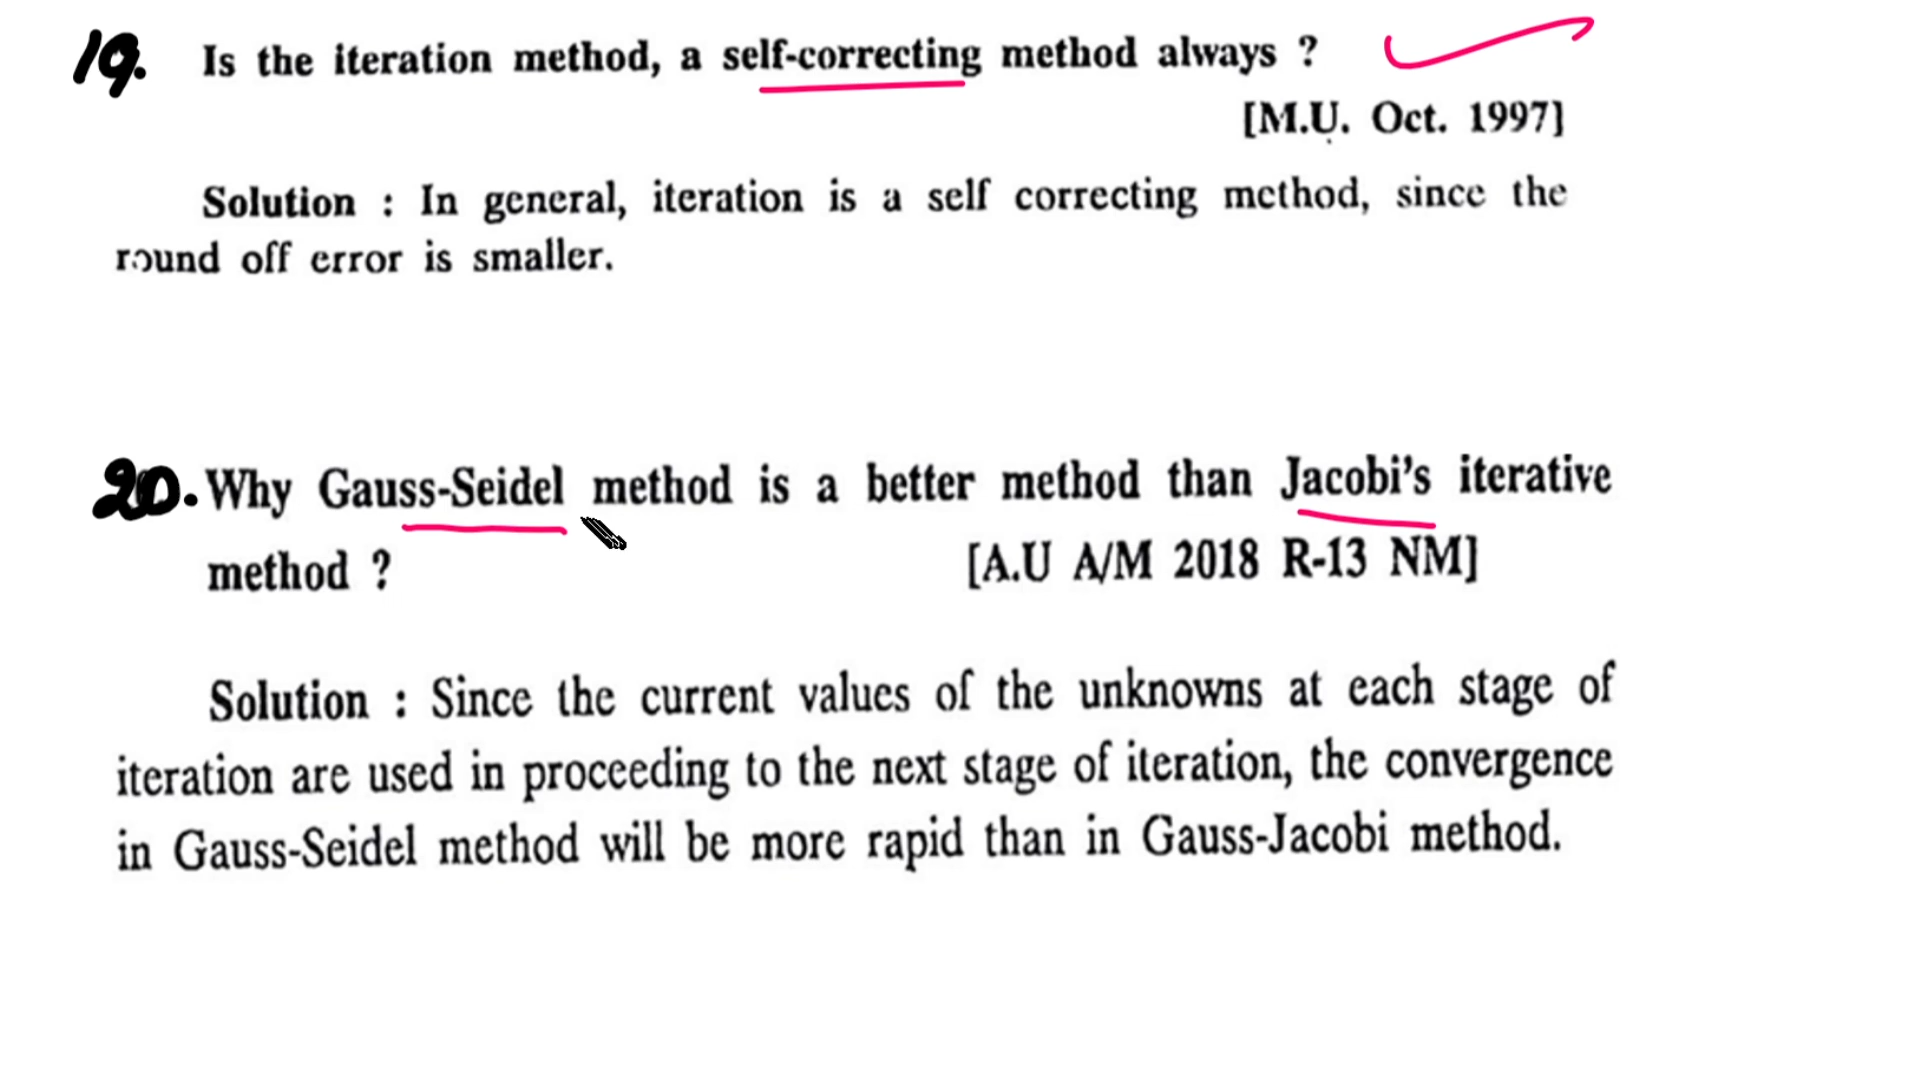 19. Is the iteration method, a self-correcting method always ?
[M.U. Oct. 1997]
Solution : In general, iteration is a self correcting method, since the
round off error is smaller.
20. Why Gauss-Seidel method is a better method than Jacobi's iterative
method ? [A.U A/M 2018 R-13 NM]
Solution : Since the current values of the unknowns at each stage of
iteration are used in proceeding to the next stage of iteration, the convergence
in Gauss-Seidel method will be more rapid than in Gauss-Jacobi method.